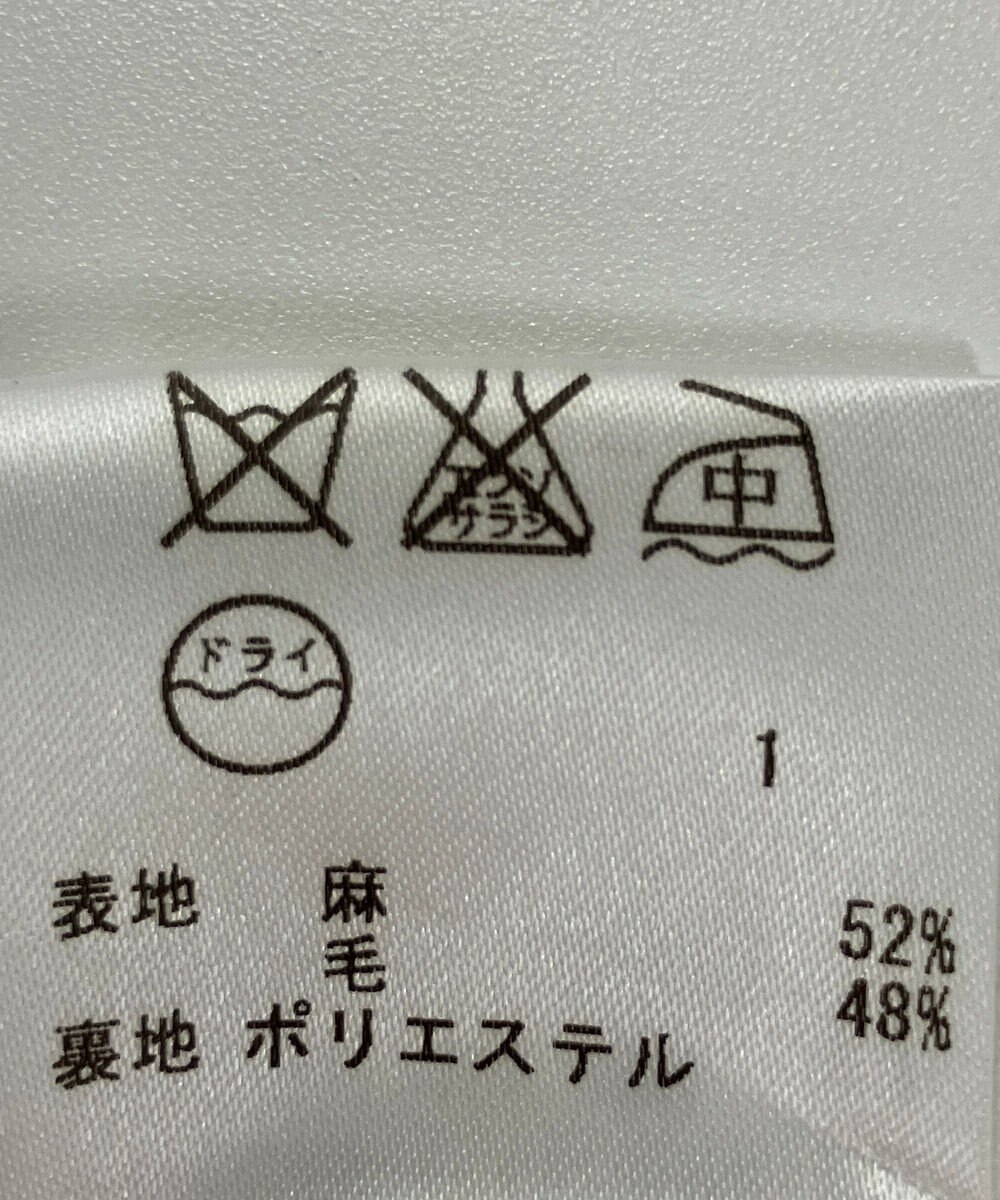 エンソ
サラシ
中
ドライ
1
表地 麻 52%
毛 48%
裏地 ポリエステル